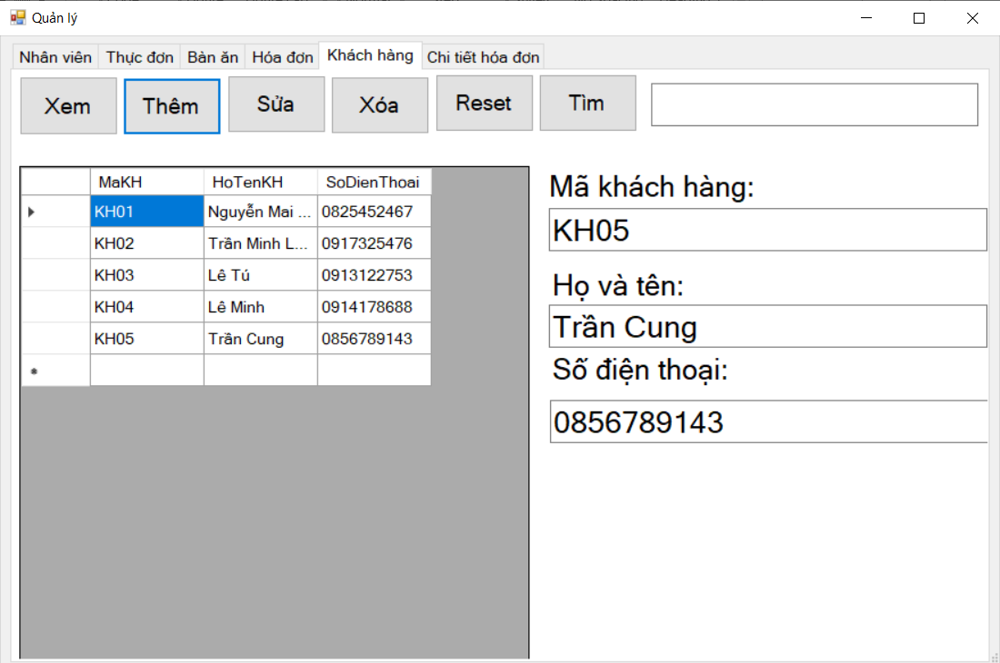 Quản lý
Nhân viên Thực đơn Bàn ăn Hóa đơn Khách hàng Chi tiết hóa đơn
Xem Thêm Sửa Xóa Reset Tìm
MaKH HoTenKH SoDienThoai
KH01 Nguyễn Mai ... 0825452467
KH02 Trần Minh L... 0917325476
KH03 Lê Tú 0913122753
KH04 Lê Minh 0914178688
KH05 Trần Cung 0856789143
Mã khách hàng:
KH05
Họ và tên:
Trần Cung
Số điện thoại:
0856789143